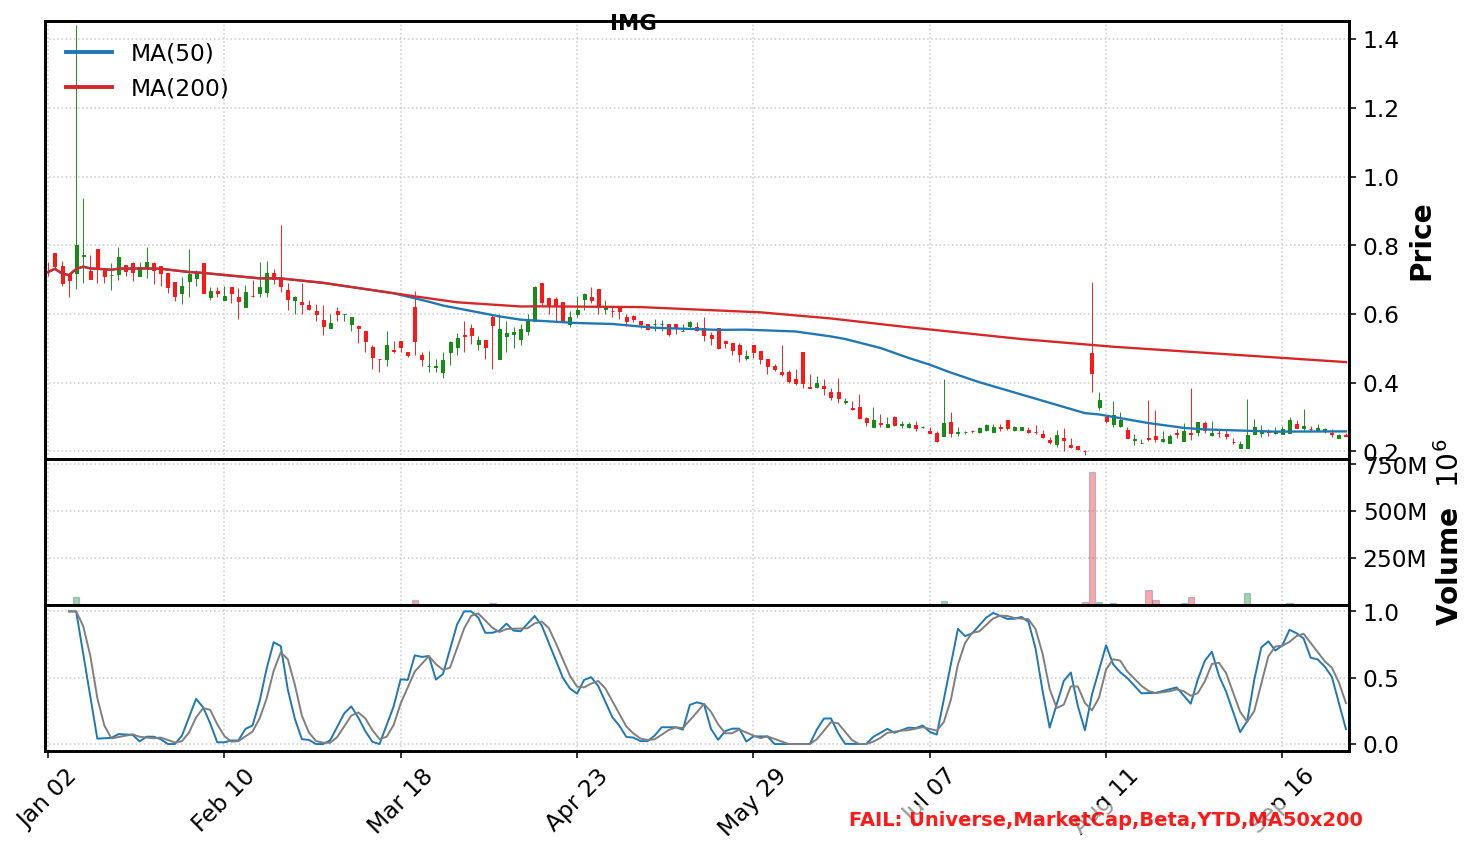 IMG
MA(50)
MA(200)
1.4
1.2
1.0
0.8
0.6
0.4
0.2
Price
750M
500M
250M
Volume 10^6
1.0
0.5
0.0
Jan 02
Feb 10
Mar 18
Apr 23
May 29
Jul 07
Aug 11
Sep 16
FAIL: Universe,MarketCap,Beta,YTD,MA50x200